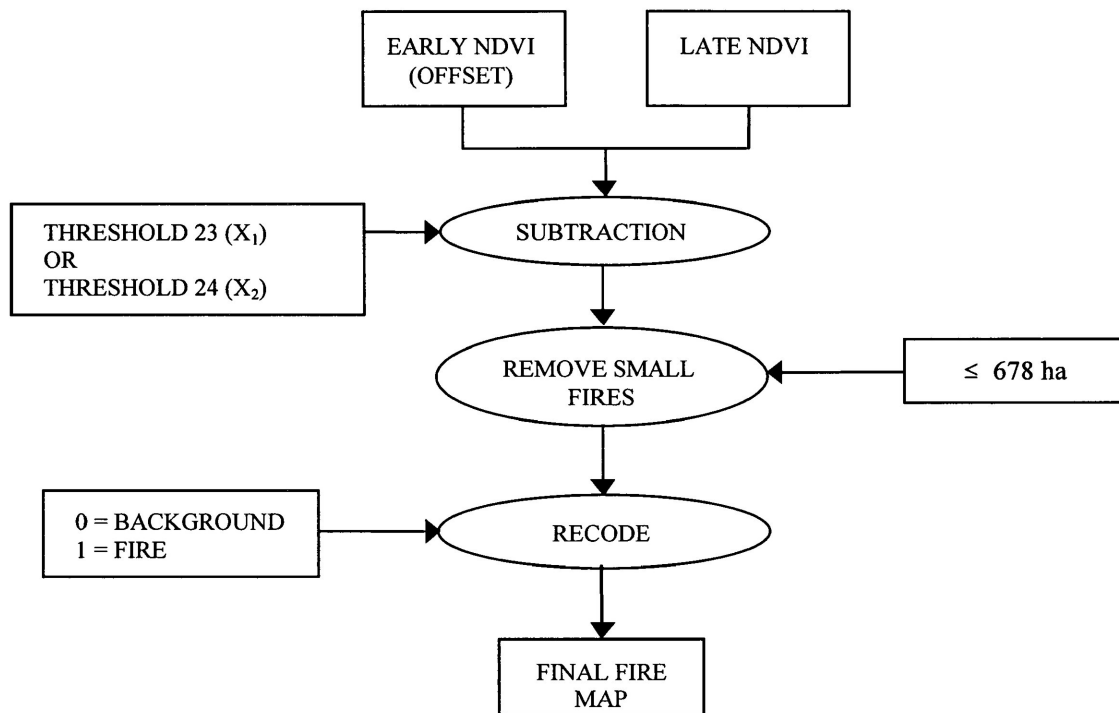 EARLY NDVI
(OFFSET)
LATE NDVI
THRESHOLD 23 (X₁)
OR
THRESHOLD 24 (X₂)
SUBTRACTION
REMOVE SMALL
FIRES
≤ 678 ha
0 = BACKGROUND
1 = FIRE
RECODE
FINAL FIRE
MAP